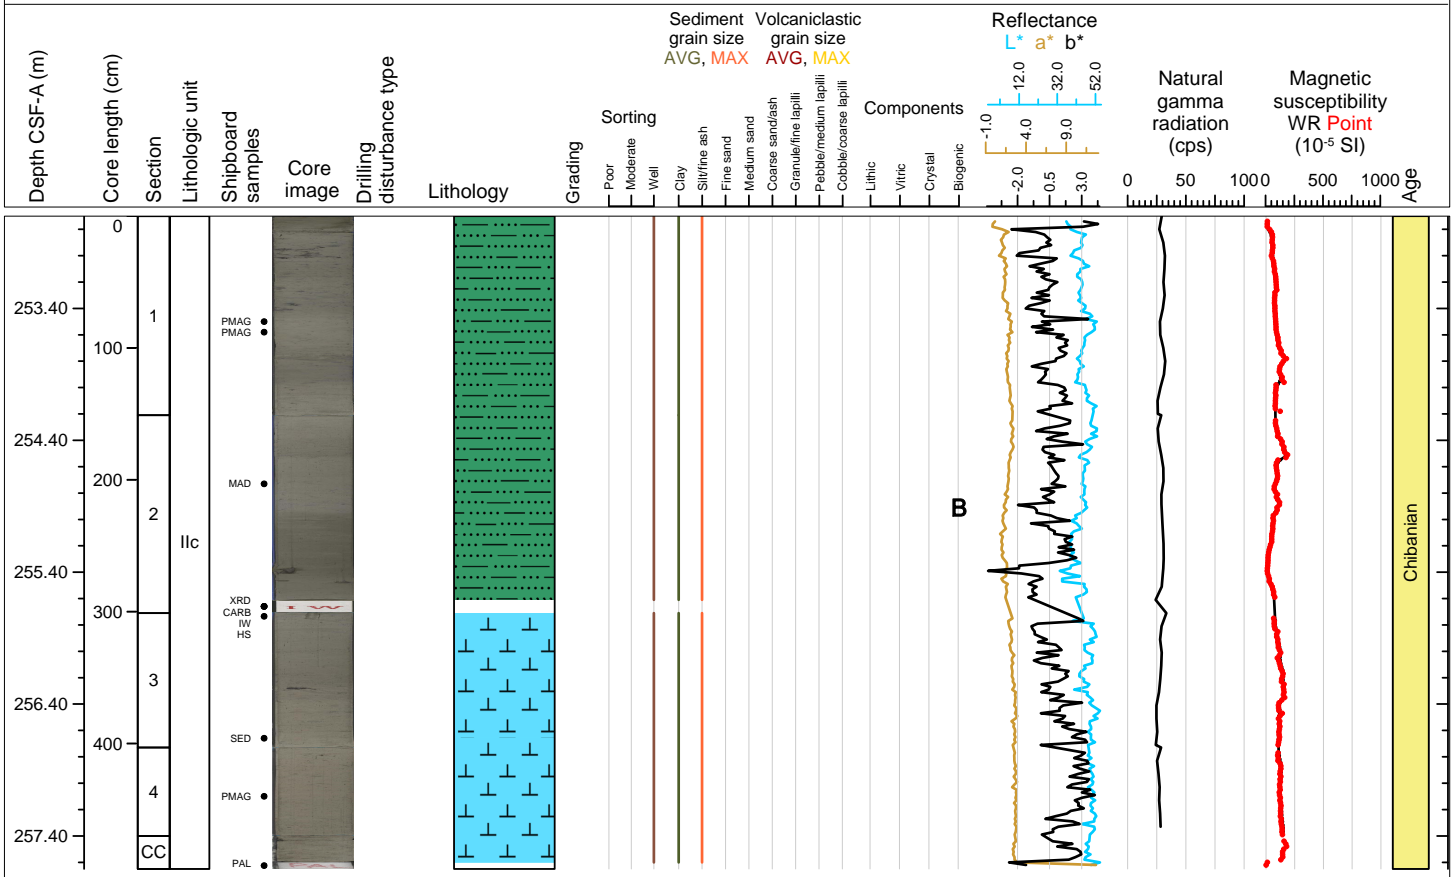 Depth CSF-A (m)
Core length (cm)
Section
Lithologic unit
Shipboard
samples
Core
image
Drilling
disturbance type
Lithology
Grading
Sorting
Poor
Moderate
Well
Sediment
grain size
AVG, MAX
Volcaniclastic
grain size
AVG, MAX
Clay
Silt/fine ash
Fine sand
Medium sand
Coarse sand/ash
Granule/fine lapilli
Pebble/medium lapilli
Cobble/coarse lapilli
Components
Lithic
Vitric
Crystal
Biogenic
Reflectance
L* a* b*
12.0 32.0 52.0
-1.0 4.0 9.0
-2.0 0.5 3.0
Natural
gamma
radiation
(cps)
0 50 100
Magnetic
susceptibility
WR Point
(10-5 SI)
0 500 1000
Age
253.40
254.40
255.40
256.40
257.40
0
100
200
300
400
1
2
3
4
CC
IIc
PMAG
PMAG
MAD
XRD
CARB
IW
HS
SED
PMAG
PAL
I W
PAL
B
Chibanian